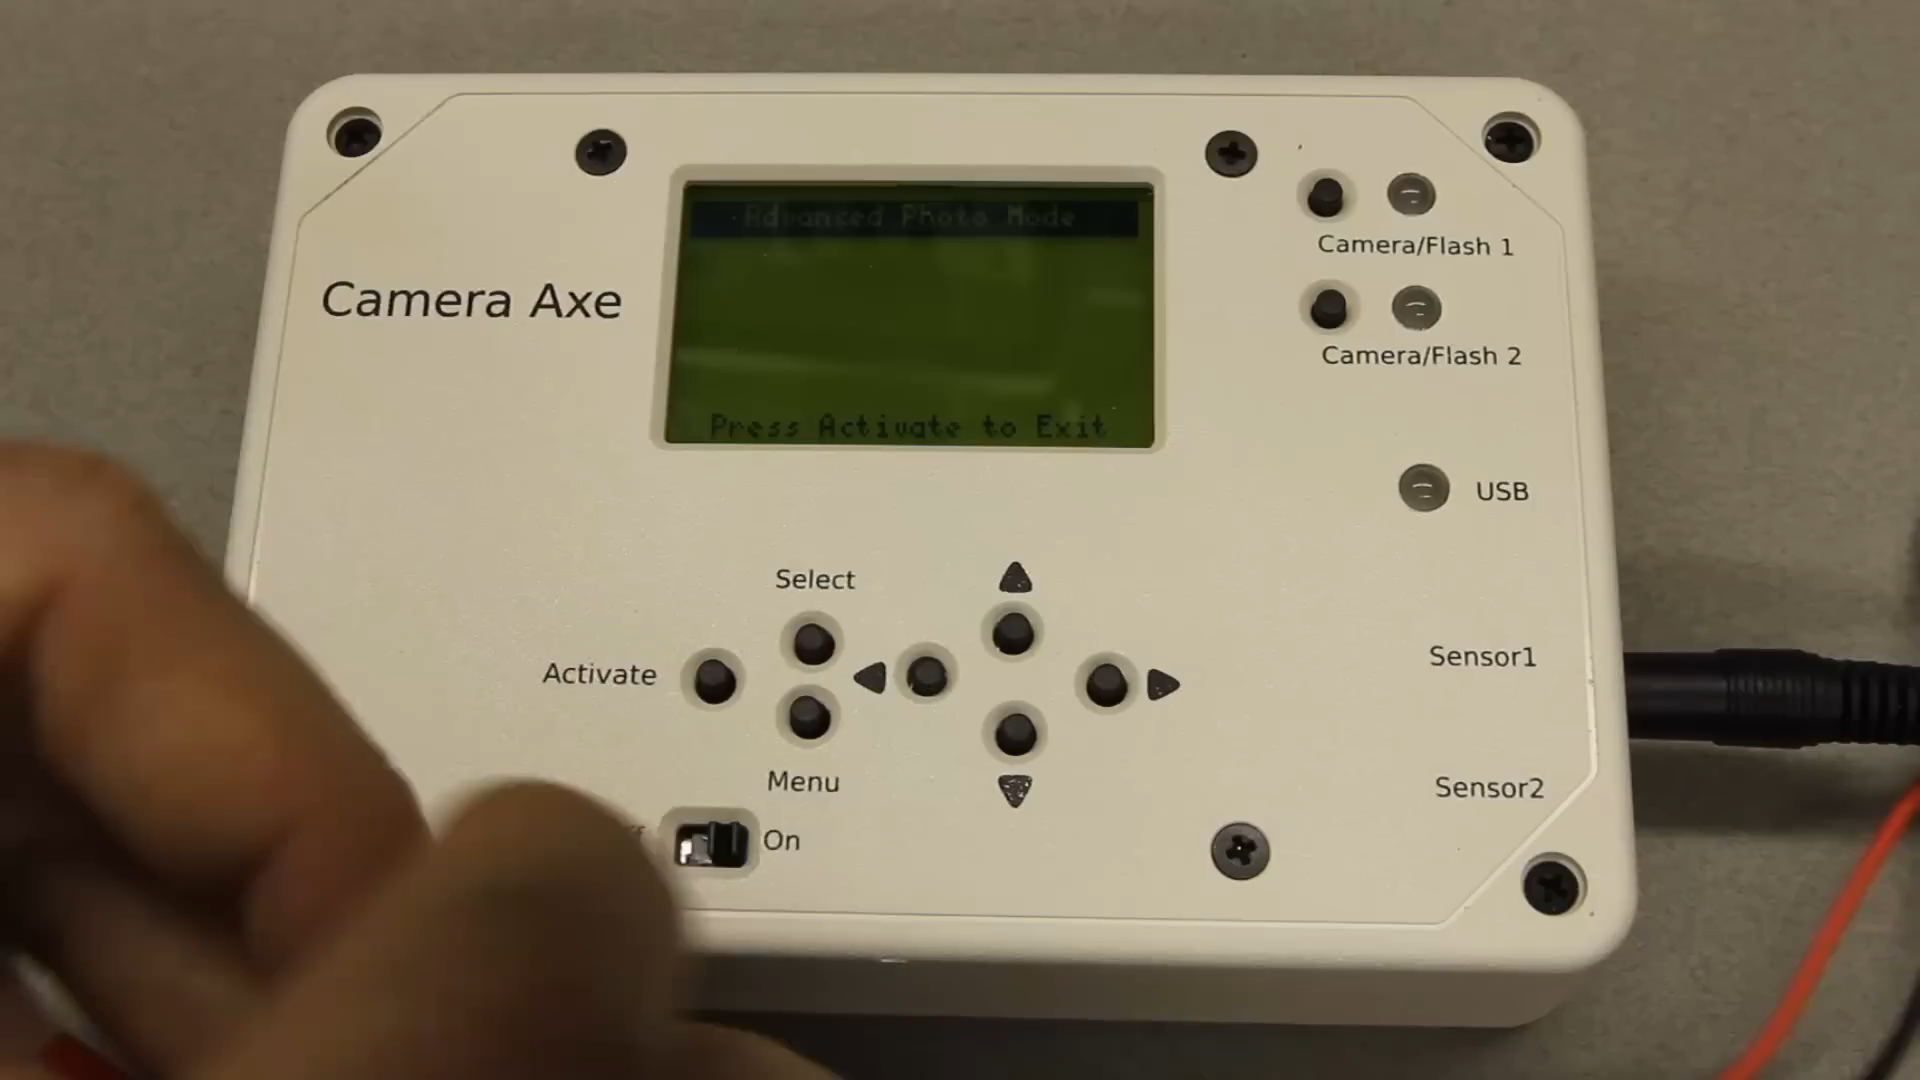 Advanced Photo Mode
Camera/Flash 1
Camera Axe
Camera/Flash 2
Press Activate to Exit
USB
Select
Sensor1
Activate
Menu
Sensor2
On